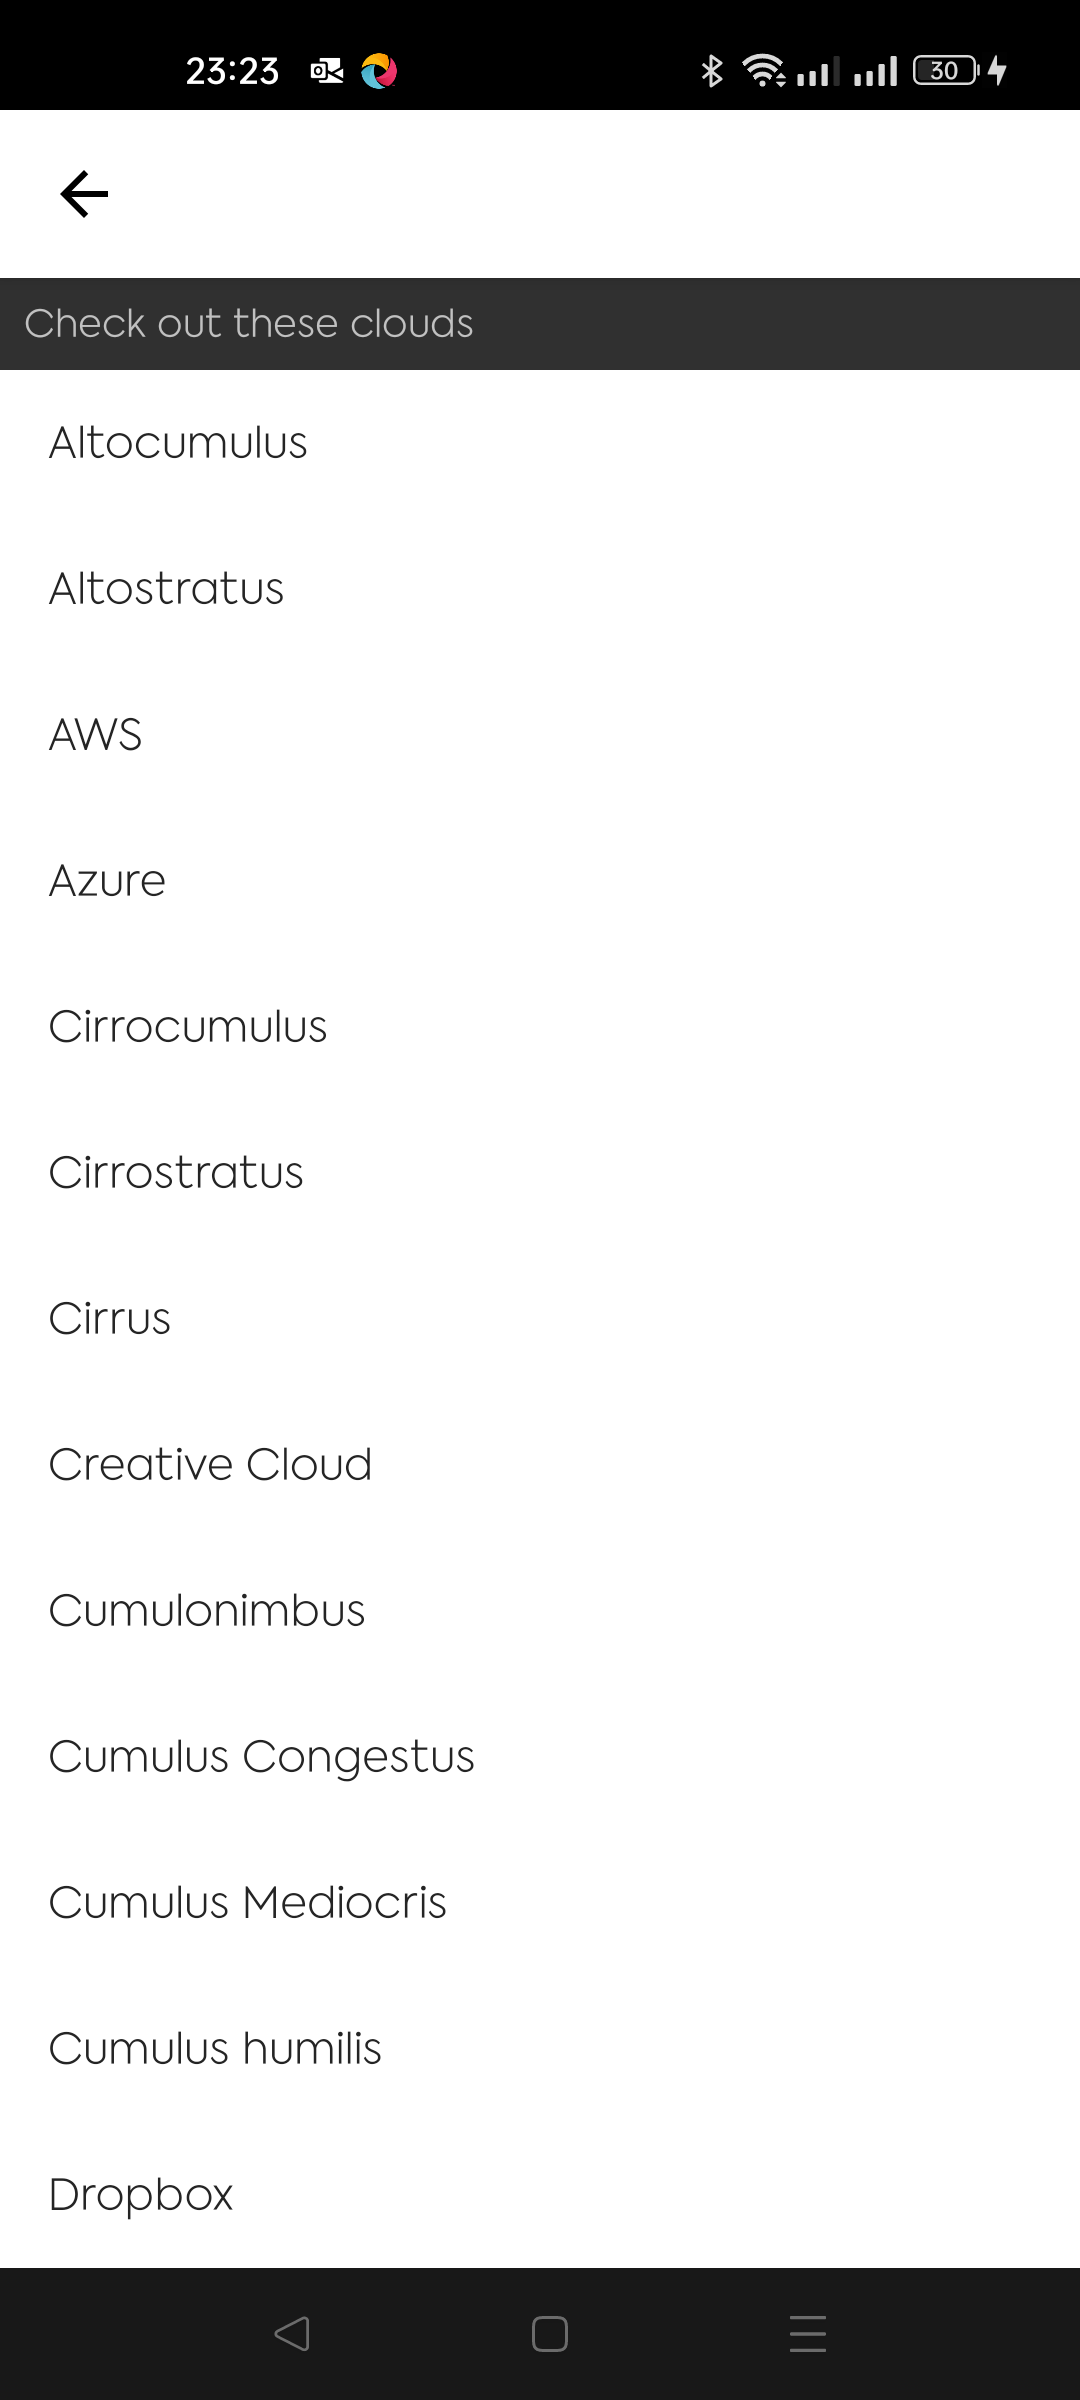 23:23
30
Check out these clouds
Altocumulus
Altostratus
AWS
Azure
Cirrocumulus
Cirrostratus
Cirrus
Creative Cloud
Cumulonimbus
Cumulus Congestus
Cumulus Mediocris
Cumulus humilis
Dropbox